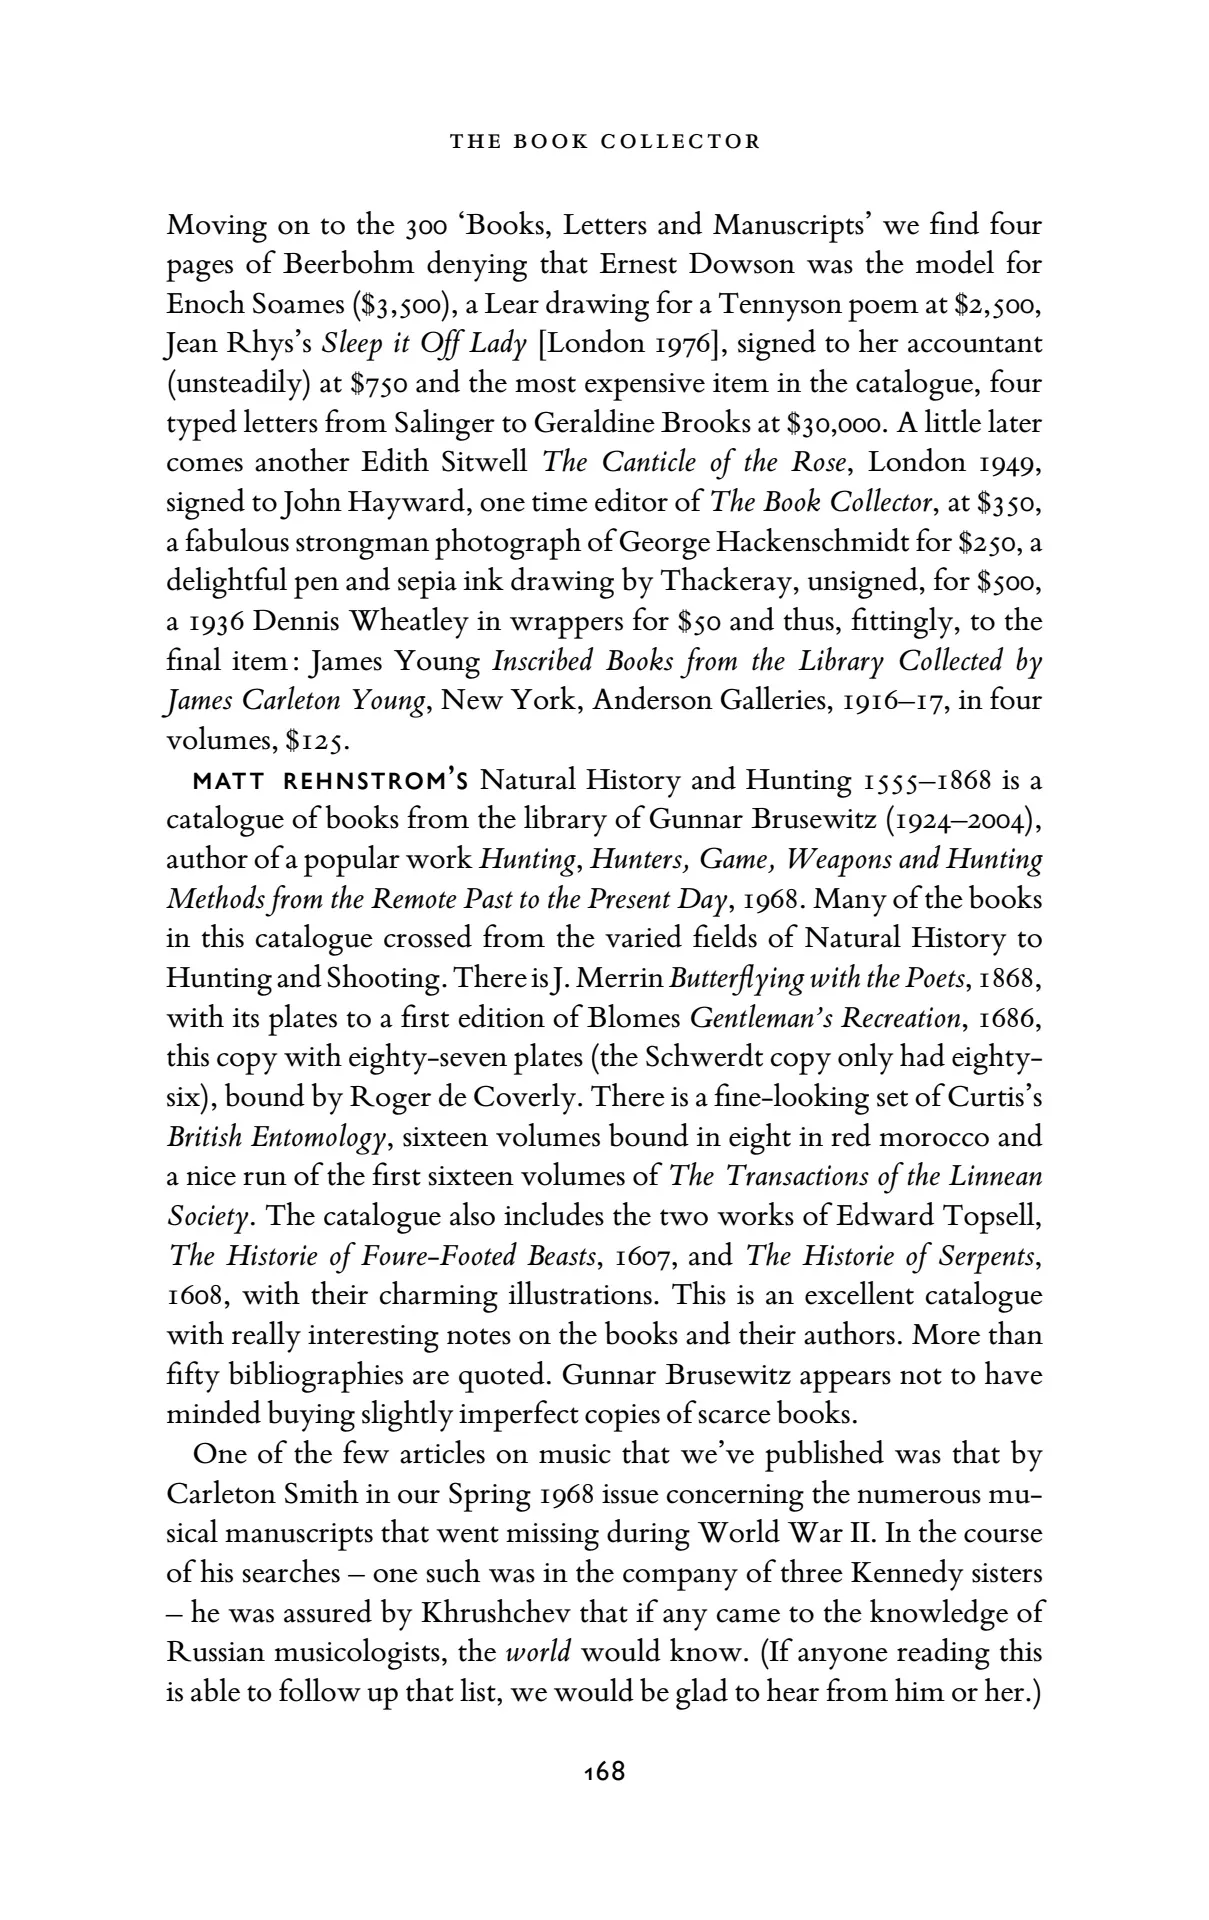 THE BOOK COLLECTOR
Moving on to the 300 ‘Books, Letters and Manuscripts’ we find four
pages of Beerbohm denying that Ernest Dowson was the model for
Enoch Soames ($3,500), a Lear drawing for a Tennyson poem at $2,500,
Jean Rhys’s Sleep it Off Lady [London 1976], signed to her accountant
(unsteadily) at $750 and the most expensive item in the catalogue, four
typed letters from Salinger to Geraldine Brooks at $30,000. A little later
comes another Edith Sitwell The Canticle of the Rose, London 1949,
signed to John Hayward, one time editor of The Book Collector, at $350,
a fabulous strongman photograph of George Hackenschmidt for $250, a
delightful pen and sepia ink drawing by Thackeray, unsigned, for $500,
a 1936 Dennis Wheatley in wrappers for $50 and thus, fittingly, to the
final item: James Young Inscribed Books from the Library Collected by
James Carleton Young, New York, Anderson Galleries, 1916–17, in four
volumes, $125.
MATT REHNSTROM’S Natural History and Hunting 1555–1868 is a
catalogue of books from the library of Gunnar Brusewitz (1924–2004),
author of a popular work Hunting, Hunters, Game, Weapons and Hunting
Methods from the Remote Past to the Present Day, 1968. Many of the books
in this catalogue crossed from the varied fields of Natural History to
Hunting and Shooting. There is J. Merrin Butterflying with the Poets, 1868,
with its plates to a first edition of Blomes Gentleman’s Recreation, 1686,
this copy with eighty-seven plates (the Schwerdt copy only had eighty-
six), bound by Roger de Coverly. There is a fine-looking set of Curtis’s
British Entomology, sixteen volumes bound in eight in red morocco and
a nice run of the first sixteen volumes of The Transactions of the Linnean
Society. The catalogue also includes the two works of Edward Topsell,
The Historie of Foure-Footed Beasts, 1607, and The Historie of Serpents,
1608, with their charming illustrations. This is an excellent catalogue
with really interesting notes on the books and their authors. More than
fifty bibliographies are quoted. Gunnar Brusewitz appears not to have
minded buying slightly imperfect copies of scarce books.
One of the few articles on music that we’ve published was that by
Carleton Smith in our Spring 1968 issue concerning the numerous mu-
sical manuscripts that went missing during World War II. In the course
of his searches – one such was in the company of three Kennedy sisters
– he was assured by Khrushchev that if any came to the knowledge of
Russian musicologists, the world would know. (If anyone reading this
is able to follow up that list, we would be glad to hear from him or her.)
168